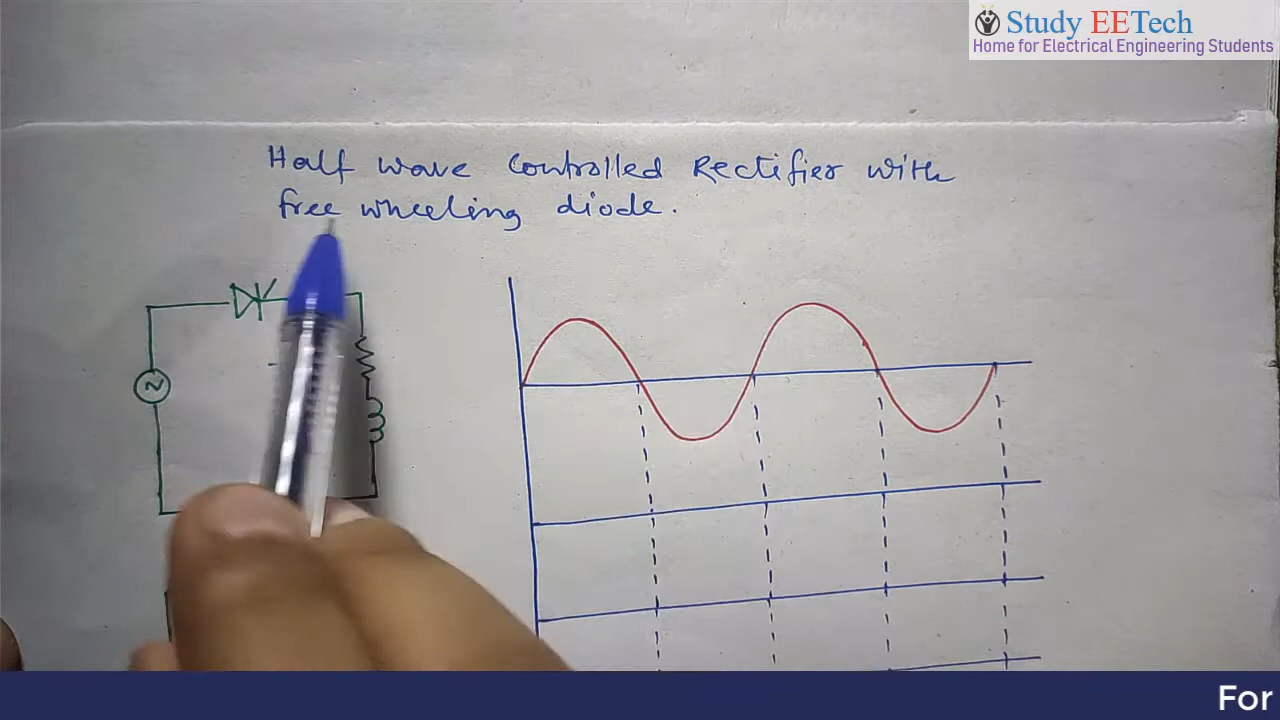 Study EETech
Home for Electrical Engineering Students
Half wave Controlled Rectifier with
free wheeling diode.
For